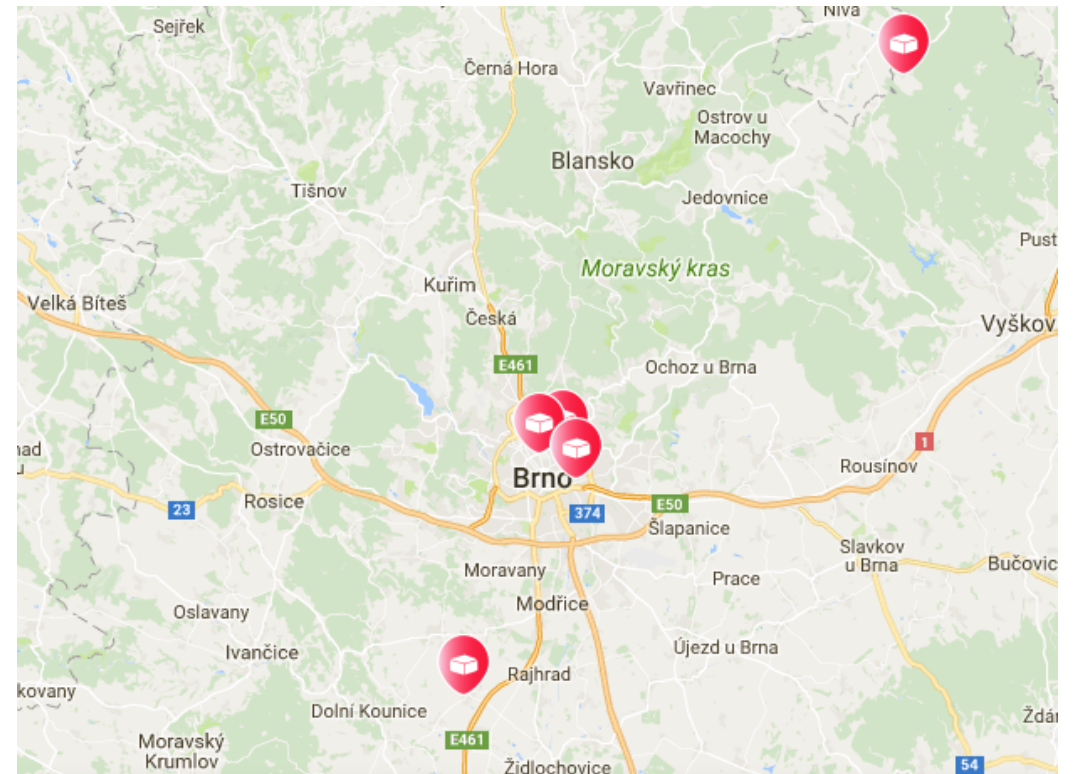 Niva
Sejřek
Černá Hora
Vavřinec
Ostrov u
Macochy
Blansko
Tišnov
Jedovnice
Pust
Moravský kras
Kuřim
Velká Bíteš
Česká
Vyškov
E461
Ochoz u Brna
E50
1
Ostrovačice
ad
u
Rousínov
Brno
Rosice
E50
23
374
Šlapanice
Slavkov
u Brna
Bučovic
Moravany
Prace
Modřice
Oslavany
Ivančice
Újezd u Brna
Rajhrad
kovany
Dolní Kounice
Ždár
Moravský
Krumlov
E461
Židlochovice
54